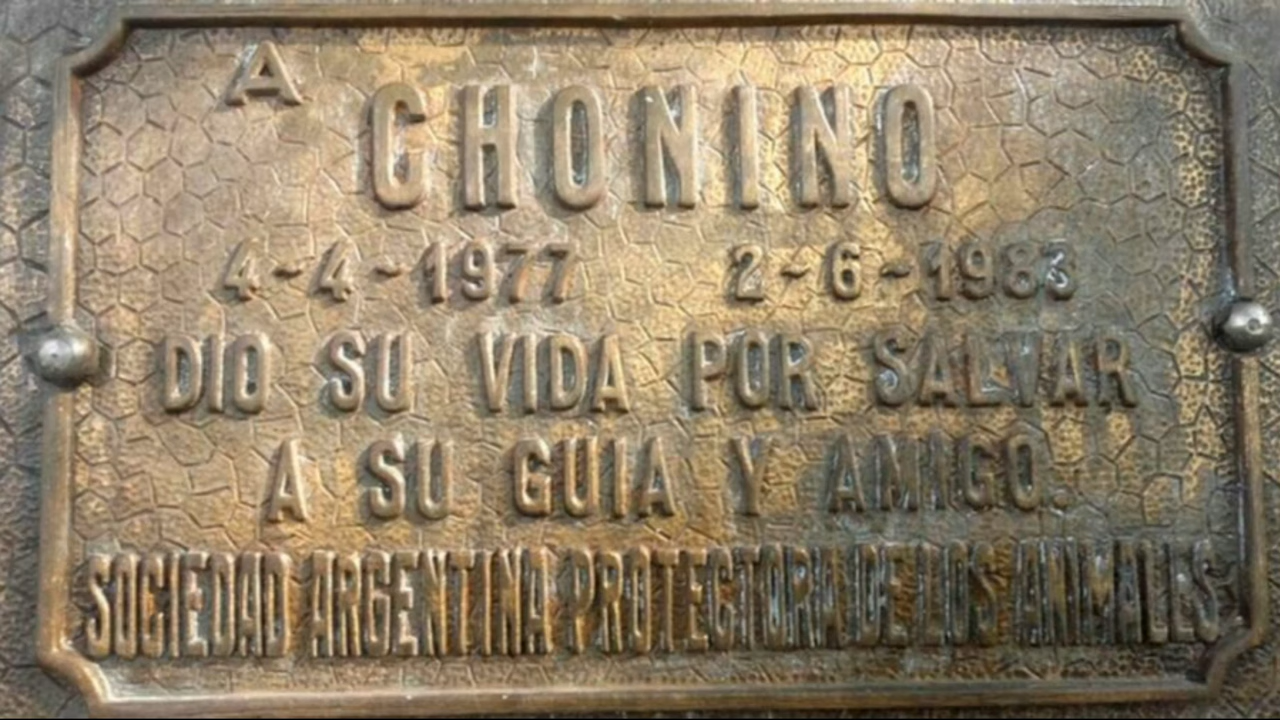 A CHONINO
4-4-1977 2-6-1983
DIO SU VIDA POR SALVAR
A SU GUIA Y AMIGO.
SOCIEDAD ARGENTINA PROTECTORA DE LOS ANIMALES